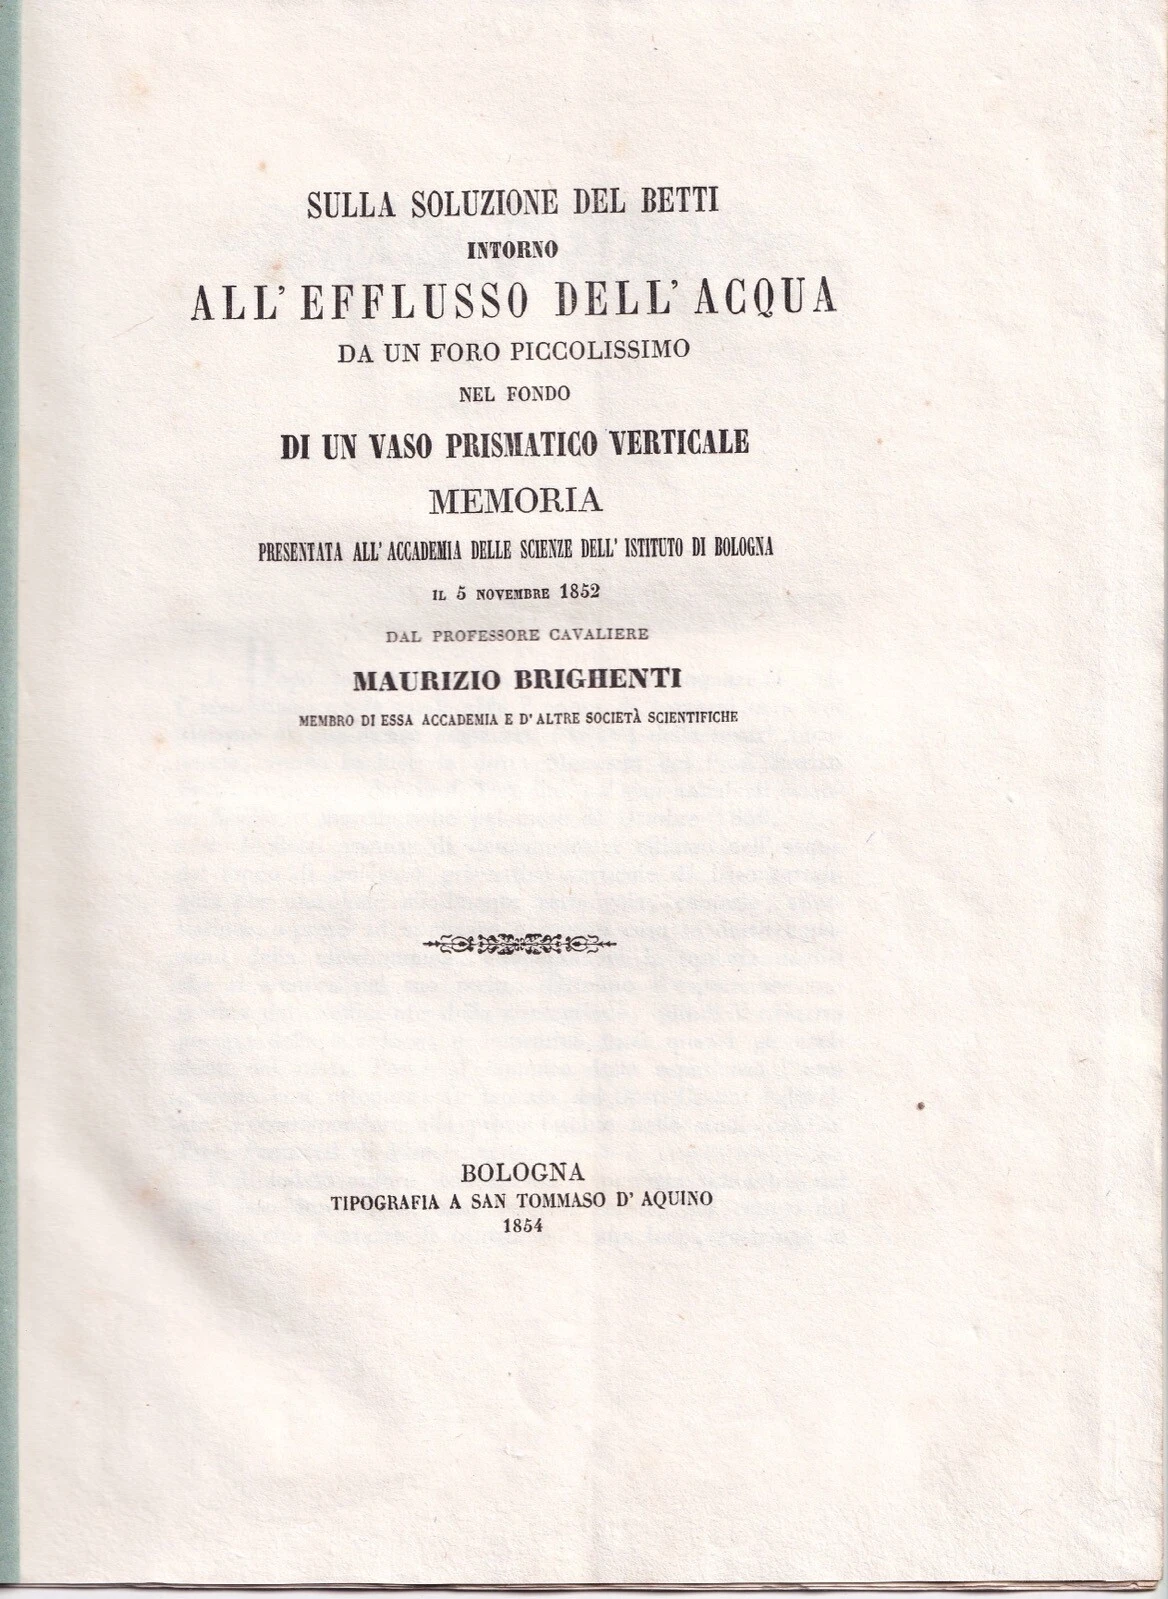 SULLA SOLUZIONE DEL BETTI
INTORNO
ALL' EFFLUSSO DELL' ACQUA
DA UN FORO PICCOLISSIMO
NEL FONDO
DI UN VASO PRISMATICO VERTICALE
MEMORIA
PRESENTATA ALL' ACCADEMIA DELLE SCIENZE DELL' ISTITUTO DI BOLOGNA
IL 5 NOVEMBRE 1852
DAL PROFESSORE CAVALIERE
MAURIZIO BRIGHENTI
MEMBRO DI ESSA ACCADEMIA E D' ALTRE SOCIETÀ SCIENTIFICHE
BOLOGNA
TIPOGRAFIA A SAN TOMMASO D' AQUINO
1854